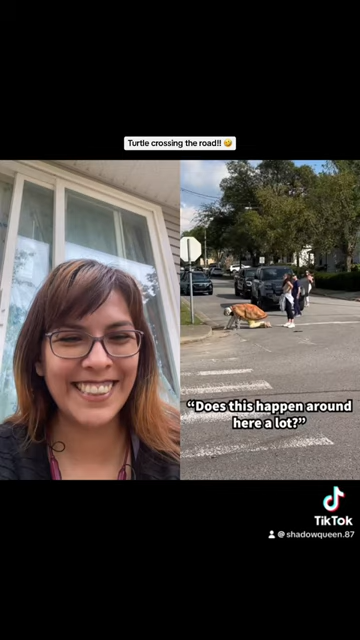 Turtle crossing the road!! 🤣
“Does this happen around
here a lot?”
TikTok
@shadowqueen.87